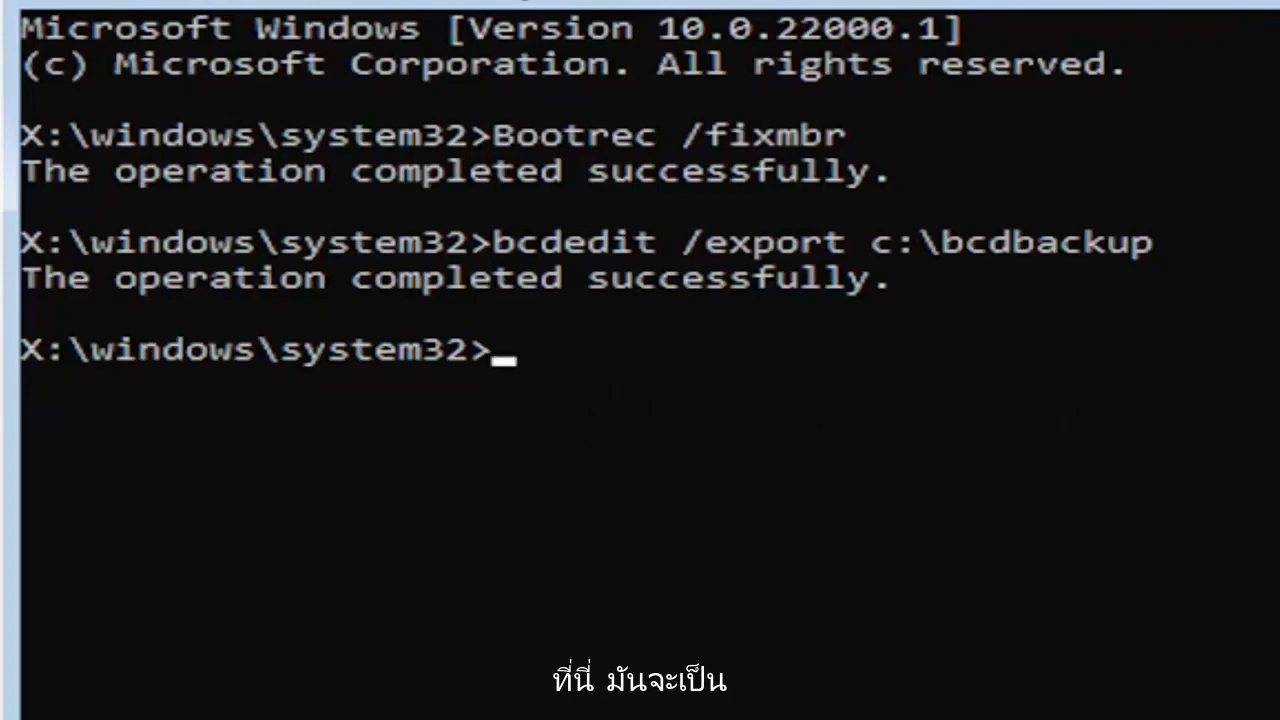 Microsoft Windows [Version 10.0.22000.1]
(c) Microsoft Corporation. All rights reserved.
X:\windows\system32>Bootrec /fixmbr
The operation completed successfully.
X:\windows\system32>bcdedit /export c:\bcdbackup
The operation completed successfully.
X:\windows\system32>
ที่นี่ มันจะเป็น